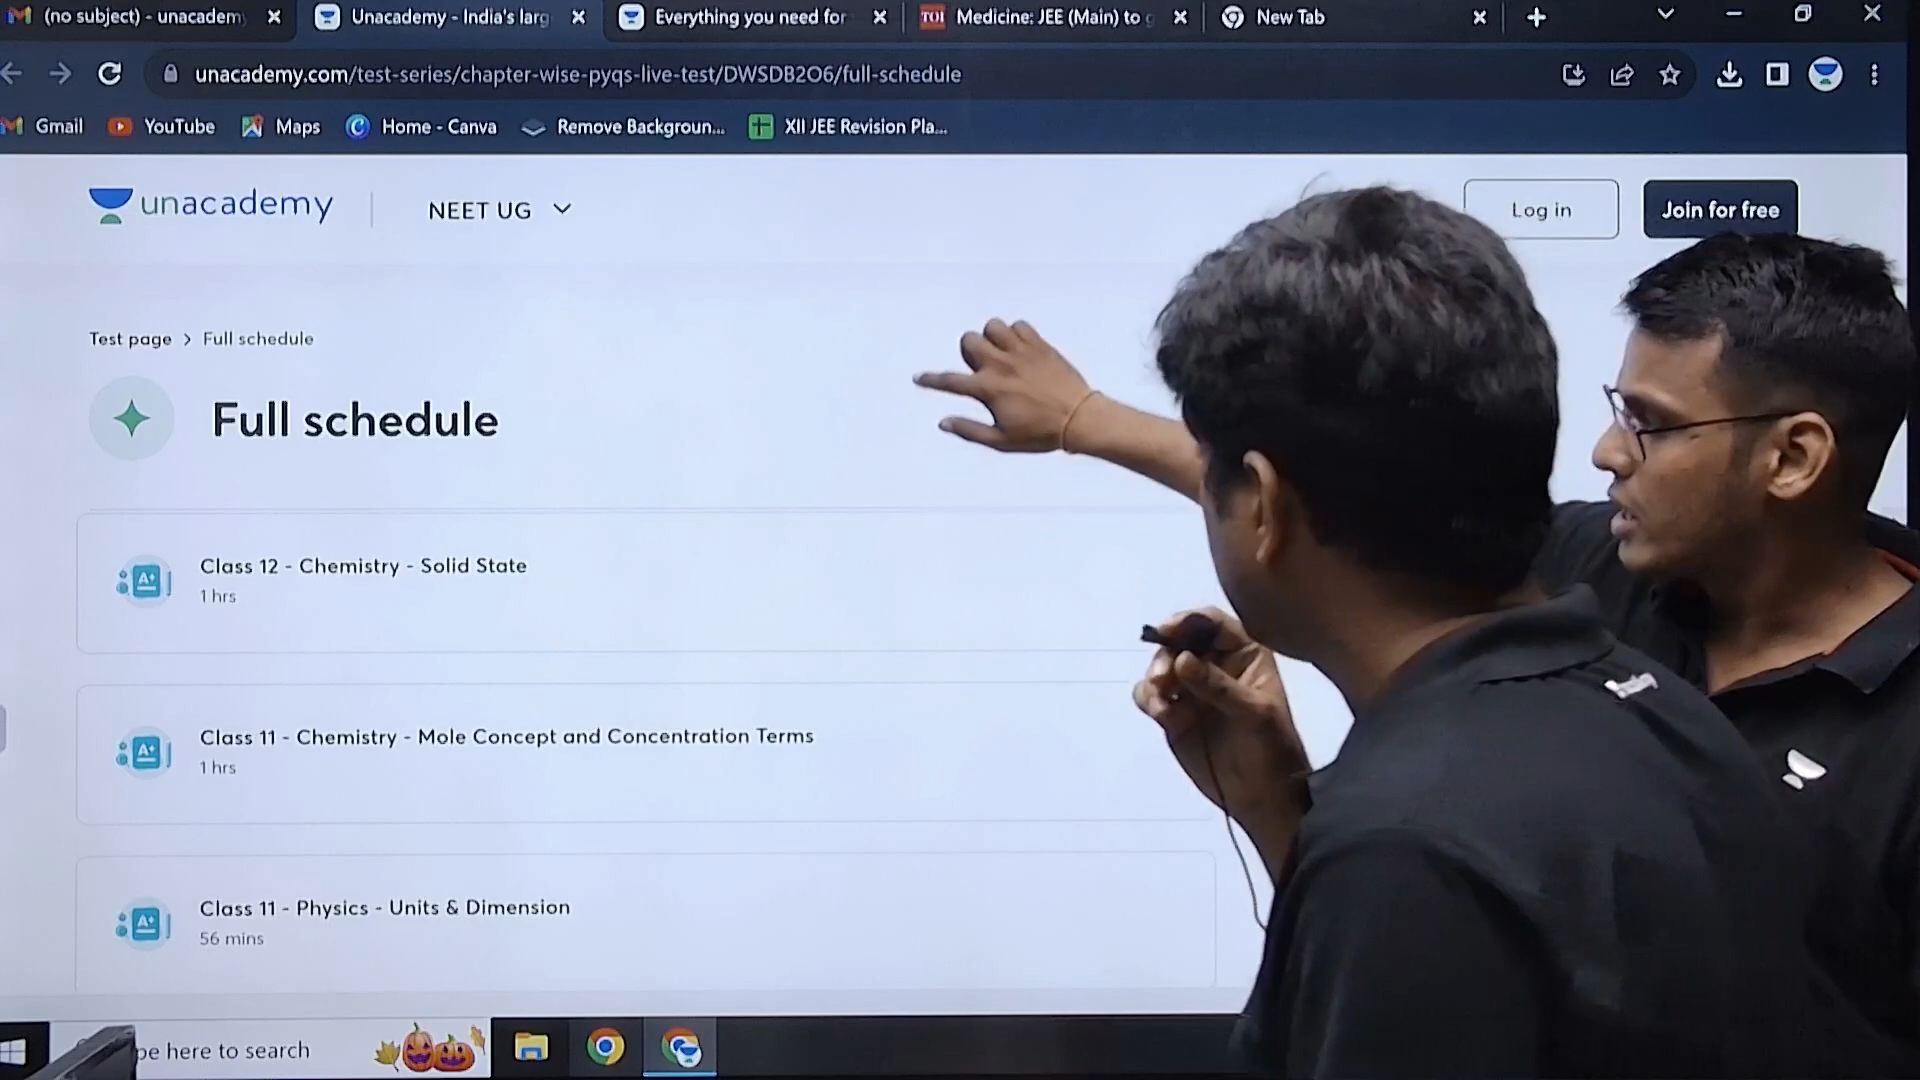 (no subject) - unacadem
Unacademy - India's larg
Everything you need for
TOI Medicine: JEE (Main) to g
New Tab
unacademy.com/test-series/chapter-wise-pyqs-live-test/DWSDB2O6/full-schedule
Gmail
YouTube
Maps
Home - Canva
Remove Backgroun...
XII JEE Revision Pla...
unacademy
NEET UG
Log in
Join for free
Test page > Full schedule
Full schedule
A+
Class 12 - Chemistry - Solid State
1 hrs
A+
Class 11 - Chemistry - Mole Concept and Concentration Terms
1 hrs
A+
Class 11 - Physics - Units & Dimension
56 mins
pe here to search